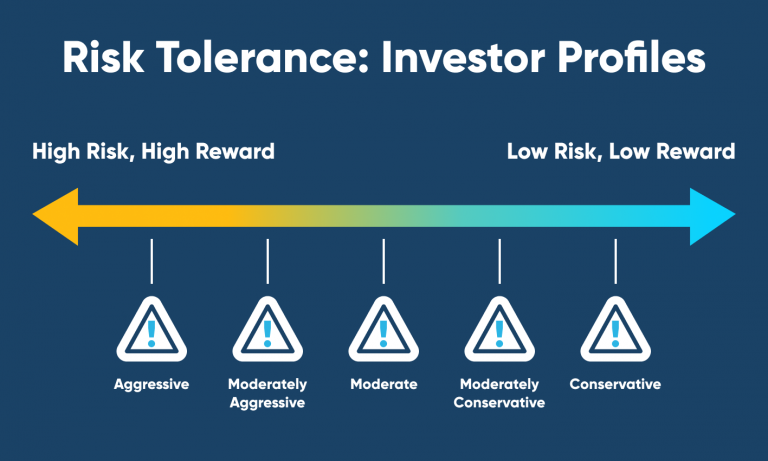 Risk Tolerance: Investor Profiles
High Risk, High Reward
Low Risk, Low Reward
Aggressive
Moderately
Aggressive
Moderate
Moderately
Conservative
Conservative